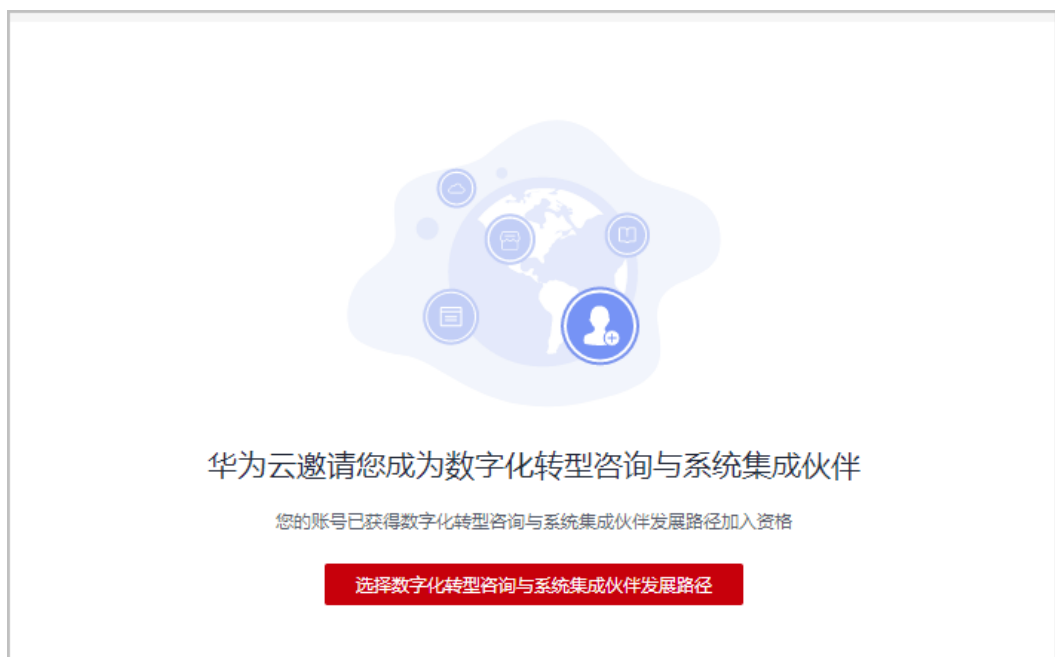 华为云邀请您成为数字化转型咨询与系统集成伙伴
您的账号已获得数字化转型咨询与系统集成伙伴发展路径加入资格
选择数字化转型咨询与系统集成伙伴发展路径